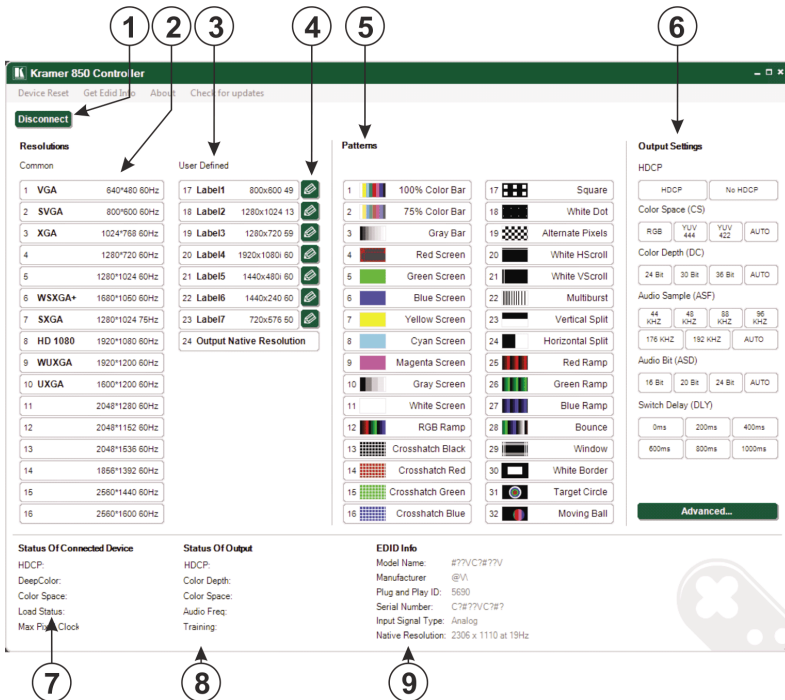 1 2 3 4 5 6
Kramer 850 Controller
Device Reset Get Edid Info About Check for updates
Disconnect
Resolutions
Common
1 VGA 640*480 60Hz
2 SVGA 800*600 60Hz
3 XGA 1024*768 60Hz
4 1280*720 60Hz
5 1280*1024 60Hz
6 WSXGA+ 1680*1050 60Hz
7 SXGA 1280*1024 75Hz
8 HD 1080 1920*1080 60Hz
9 WUXGA 1920*1200 60Hz
10 UXGA 1600*1200 60Hz
11 2048*1280 60Hz
12 2048*1152 60Hz
13 2048*1536 60Hz
14 1856*1392 60Hz
15 2560*1440 60Hz
16 2560*1600 60Hz
User Defined
17 Label1 800x600 49
18 Label2 1280x1024 13
19 Label3 1280x720 59
20 Label4 1920x1080i 60
21 Label5 1440x480i 60
22 Label6 1440x240 60
23 Label7 720x576 50
24 Output Native Resolution
Patterns
1 100% Color Bar
2 75% Color Bar
3 Gray Bar
4 Red Screen
5 Green Screen
6 Blue Screen
7 Yellow Screen
8 Cyan Screen
9 Magenta Screen
10 Gray Screen
11 White Screen
12 RGB Ramp
13 Crosshatch Black
14 Crosshatch Red
15 Crosshatch Green
16 Crosshatch Blue
17 Square
18 White Dot
19 Alternate Pixels
20 White HScroll
21 White VScroll
22 Multiburst
23 Vertical Split
24 Horizontal Split
25 Red Ramp
26 Green Ramp
27 Blue Ramp
28 Bounce
29 Window
30 White Border
31 Target Circle
32 Moving Ball
Output Settings
HDCP
HDCP No HDCP
Color Space (CS)
RGB YUV 444 YUV 422 AUTO
Color Depth (DC)
24 Bit 30 Bit 36 Bit AUTO
Audio Sample (ASF)
44 KHZ 48 KHZ 88 KHZ 96 KHZ
176 KHZ 192 KHZ AUTO
Audio Bit (ASD)
16 Bit 20 Bit 24 Bit AUTO
Switch Delay (DLY)
0ms 200ms 400ms
600ms 800ms 1000ms
Advanced...
Status Of Connected Device
HDCP:
DeepColor:
Color Space:
Load Status:
Max Pixel Clock
Status Of Output
HDCP:
Color Depth:
Color Space:
Audio Freq:
Training:
EDID Info
Model Name: #??VC?#??V
Manufacturer @\/\
Plug and Play ID: 5690
Serial Number: C?#??VC?#?
Input Signal Type: Analog
Native Resolution: 2306 x 1110 at 19Hz
7 8 9